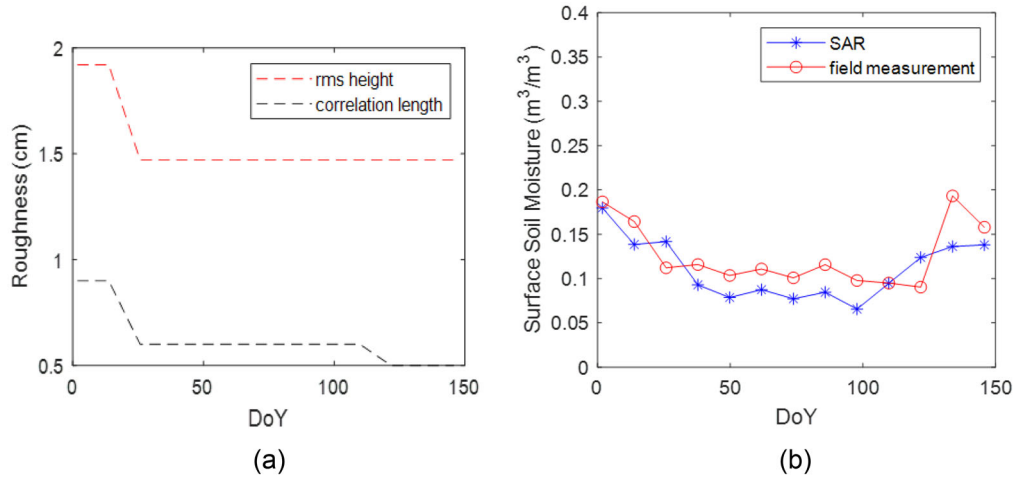 2
1.5
1
0.5
0
50
100
150
Roughness (cm)
DoY
rms height
correlation length
(a)
0.4
0.35
0.3
0.25
0.2
0.15
0.1
0.05
0
0
50
100
150
Surface Soil Moisture (m³/m³)
DoY
SAR
field measurement
(b)